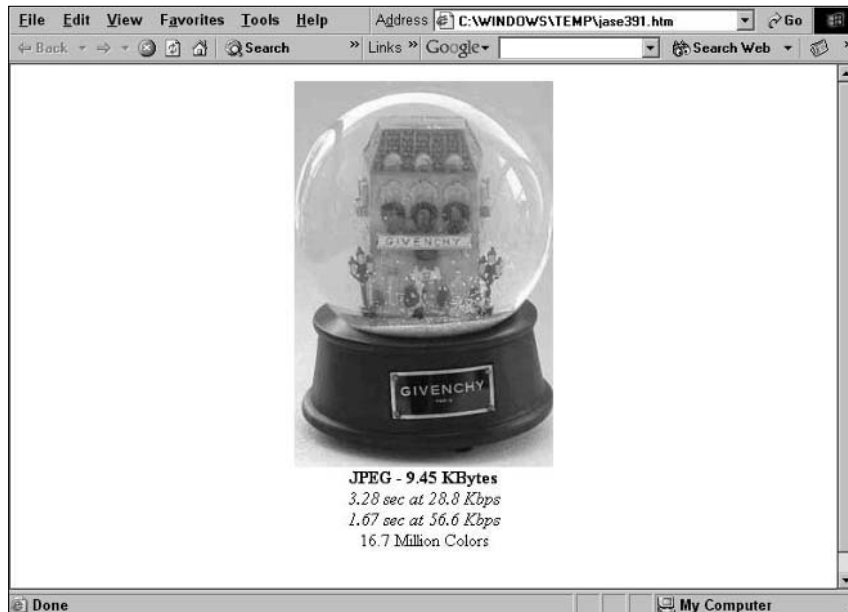 File Edit View Favorites Tools Help Address C:\WINDOWS\TEMP\jase391.htm Go
Back Search » Links » Google Search Web »
GIVENCHY
GIVENCHY
PARIS
JPEG - 9.45 KBytes
3.28 sec at 28.8 Kbps
1.67 sec at 56.6 Kbps
16.7 Million Colors
Done My Computer